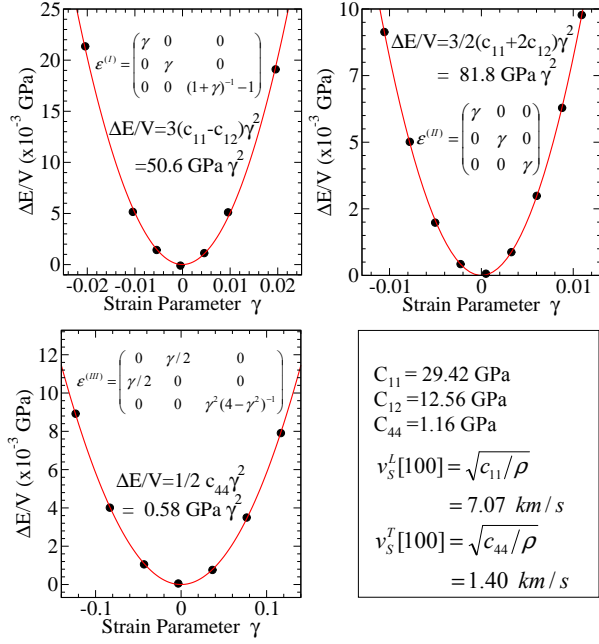 25
20
15
10
5
0
ΔE/V (x10⁻³ GPa)
ε⁽ᴵ⁾ = ( γ 0 0
0 γ 0
0 0 (1+γ)⁻¹−1 )
ΔE/V=3(c₁₁-c₁₂)γ²
=50.6 GPa γ²
-0.02 -0.01 0 0.01 0.02
Strain Parameter γ
10
7
5
2
0
ΔE/V (x10⁻³ GPa)
ΔE/V=3/2(c₁₁+2c₁₂)γ²
= 81.8 GPa γ²
ε⁽ᴵᴵ⁾ = ( γ 0 0
0 γ 0
0 0 γ )
-0.01 0 0.01
Strain Parameter γ
12
10
8
6
4
2
0
ΔE/V (x10⁻³ GPa)
ε⁽ᴵᴵᴵ⁾ = ( 0 γ/2 0
γ/2 0 0
0 0 γ²(4−γ²)⁻¹ )
ΔE/V=1/2 c₄₄γ²
= 0.58 GPa γ²
-0.1 0 0.1
Strain Parameter γ
C₁₁ = 29.42 GPa
C₁₂ = 12.56 GPa
C₄₄ = 1.16 GPa
v_S^L[100] = √(c₁₁/ρ)
= 7.07 km/s
v_S^T[100] = √(c₄₄/ρ)
= 1.40 km/s